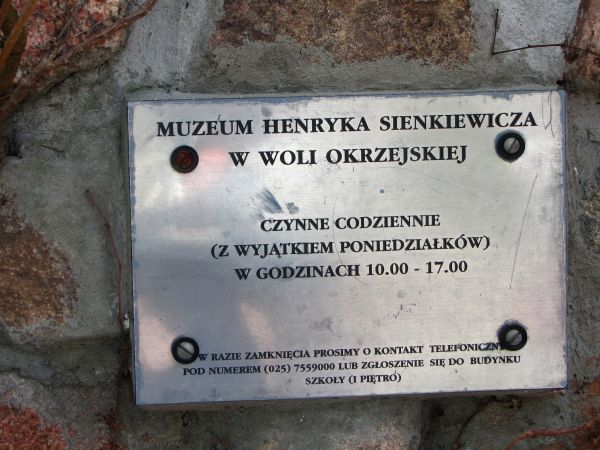 MUZEUM HENRYKA SIENKIEWICZA
W WOLI OKRZEJSKIEJ
CZYNNE CODZIENNIE
(Z WYJĄTKIEM PONIEDZIAŁKÓW)
W GODZINACH 10.00 - 17.00
W RAZIE ZAMKNIĘCIA PROSIMY O KONTAKT TELEFONICZNY
POD NUMEREM (025) 7559000 LUB ZGŁOSZENIE SIĘ DO BUDYNKU
SZKOŁY (I PIĘTRO)